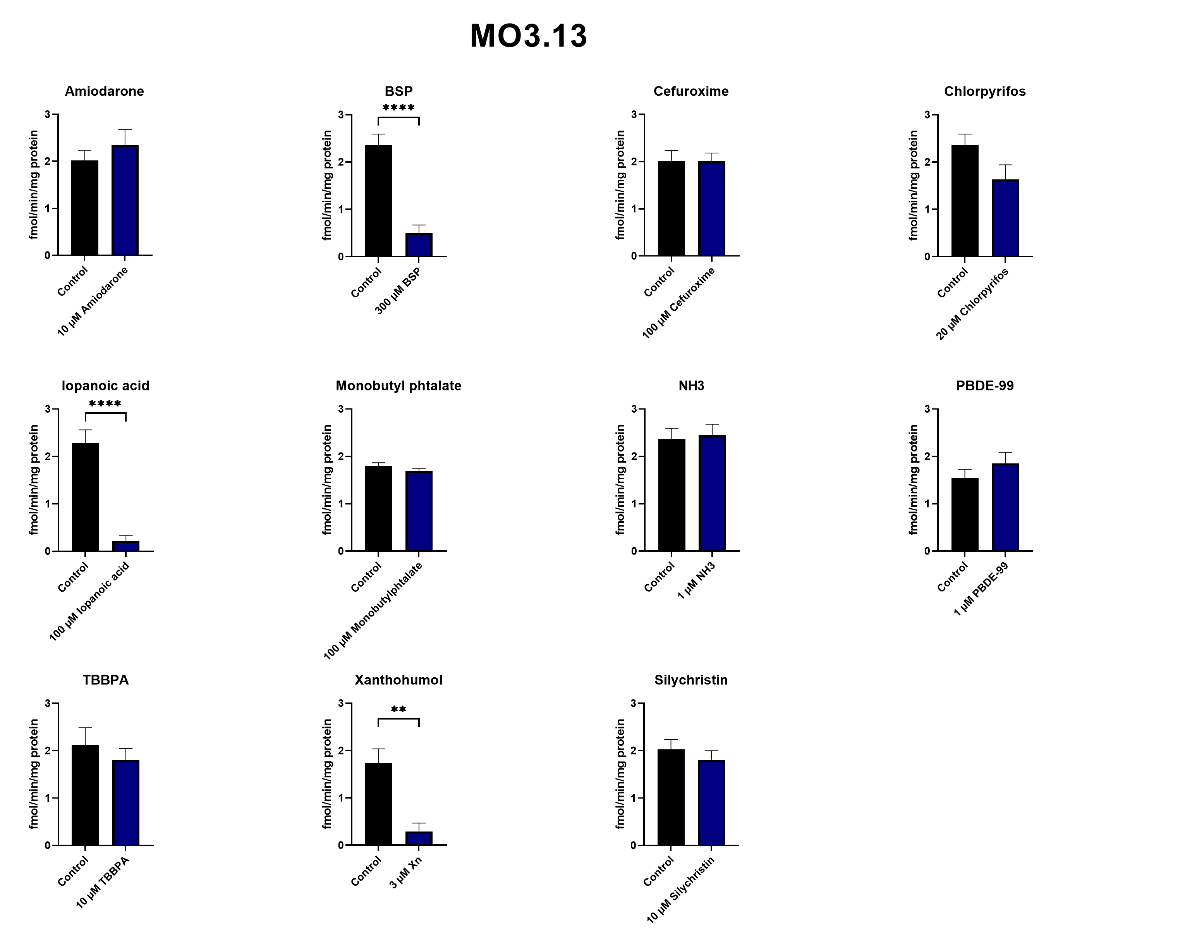 MO3.13
Amiodarone
fmol/min/mg protein
3
2
1
0
Control
10 µM Amiodarone
BSP
****
fmol/min/mg protein
3
2
1
0
Control
300 µM BSP
Cefuroxime
fmol/min/mg protein
3
2
1
0
Control
100 µM Cefuroxime
Chlorpyrifos
fmol/min/mg protein
3
2
1
0
Control
20 µM Chlorpyrifos
Iopanoic acid
****
fmol/min/mg protein
3
2
1
0
Control
100 µM Iopanoic acid
Monobutyl phtalate
fmol/min/mg protein
3
2
1
0
Control
100 µM Monobutylphtalate
NH3
fmol/min/mg protein
3
2
1
0
Control
1 µM NH3
PBDE-99
fmol/min/mg protein
3
2
1
0
Control
1 µM PBDE-99
TBBPA
fmol/min/mg protein
3
2
1
0
Control
10 µM TBBPA
Xanthohumol
**
fmol/min/mg protein
3
2
1
0
Control
3 µM Xn
Silychristin
fmol/min/mg protein
3
2
1
0
Control
10 µM Silychristin